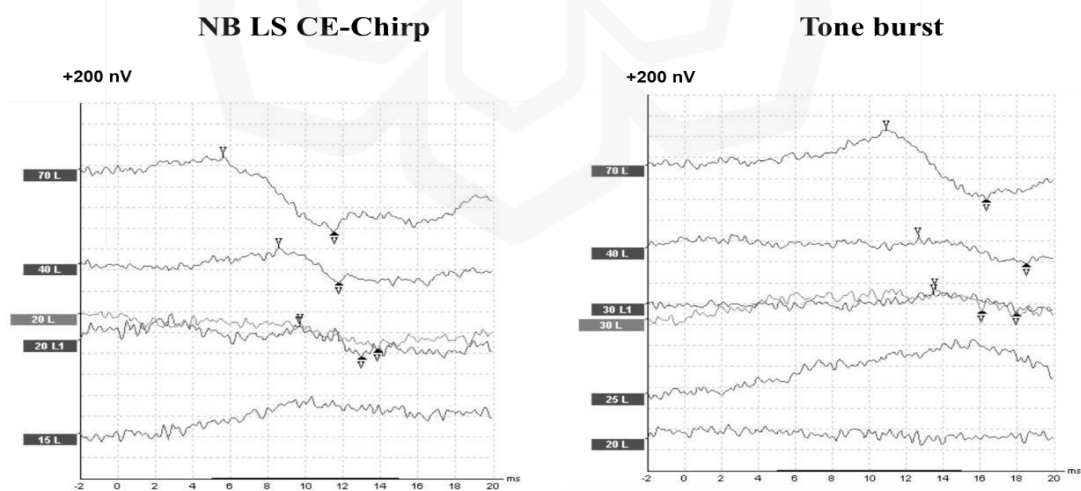 NB LS CE-Chirp
Tone burst
+200 nV
+200 nV
70 L
40 L
20 L
20 L1
15 L
-2 0 2 4 6 8 10 12 14 16 18 20 ms
70 L
40 L
30 L1
30 L
25 L
20 L
-2 0 2 4 6 8 10 12 14 16 18 20 ms